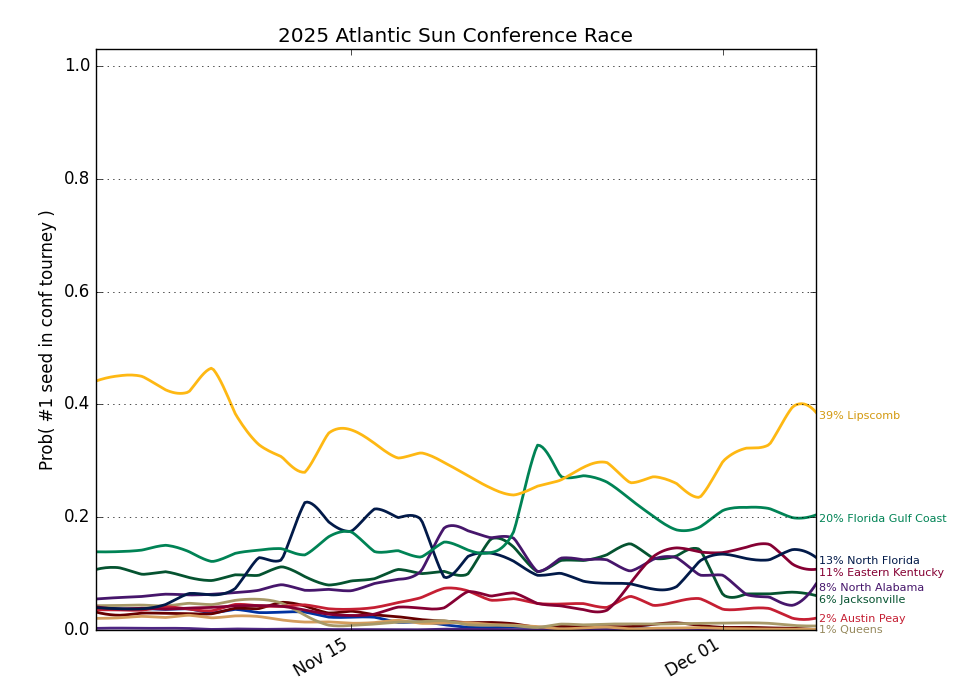 2025 Atlantic Sun Conference Race
Prob( #1 seed in conf tourney )
1.0
0.8
0.6
0.4
0.2
0.0
Nov 15
Dec 01
39% Lipscomb
20% Florida Gulf Coast
13% North Florida
11% Eastern Kentucky
8% North Alabama
6% Jacksonville
2% Austin Peay
1% Queens